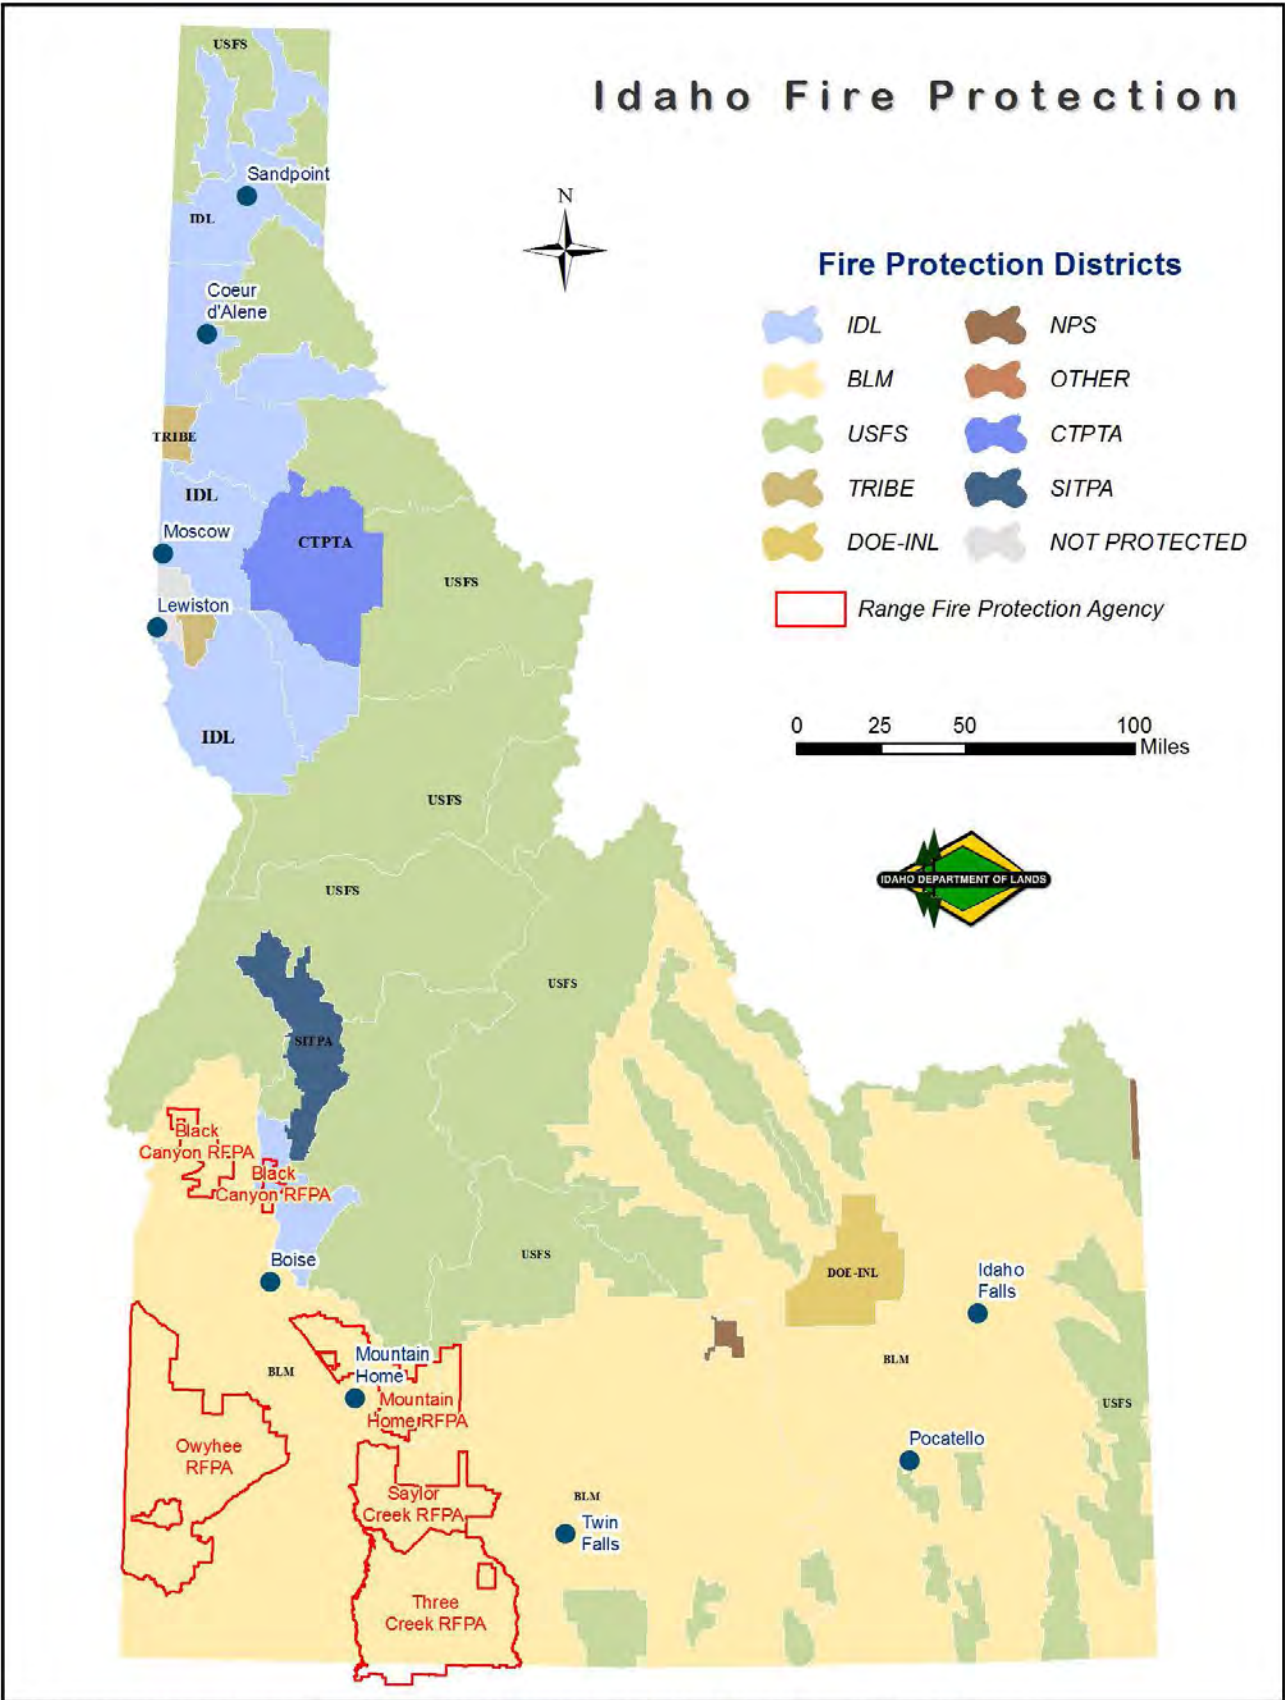 Idaho Fire Protection
USFS
Sandpoint
N
IDL
Fire Protection Districts
Coeur
d'Alene
IDL
NPS
BLM
OTHER
USFS
CTPTA
TRIBE
SITPA
DOE-INL
NOT PROTECTED
Range Fire Protection Agency
TRIBE
IDL
Moscow
CTPTA
USFS
Lewiston
0 25 50 100
Miles
IDL
USFS
IDAHO DEPARTMENT OF LANDS
USFS
USFS
SITPA
Black
Canyon RFPA
Black
Canyon RFPA
Boise
USFS
DOE-INL
Idaho
Falls
Mountain
Home
BLM
BLM
Mountain
Home RFPA
USFS
Owyhee
RFPA
Pocatello
Saylor
Creek RFPA
BLM
Twin
Falls
Three
Creek RFPA